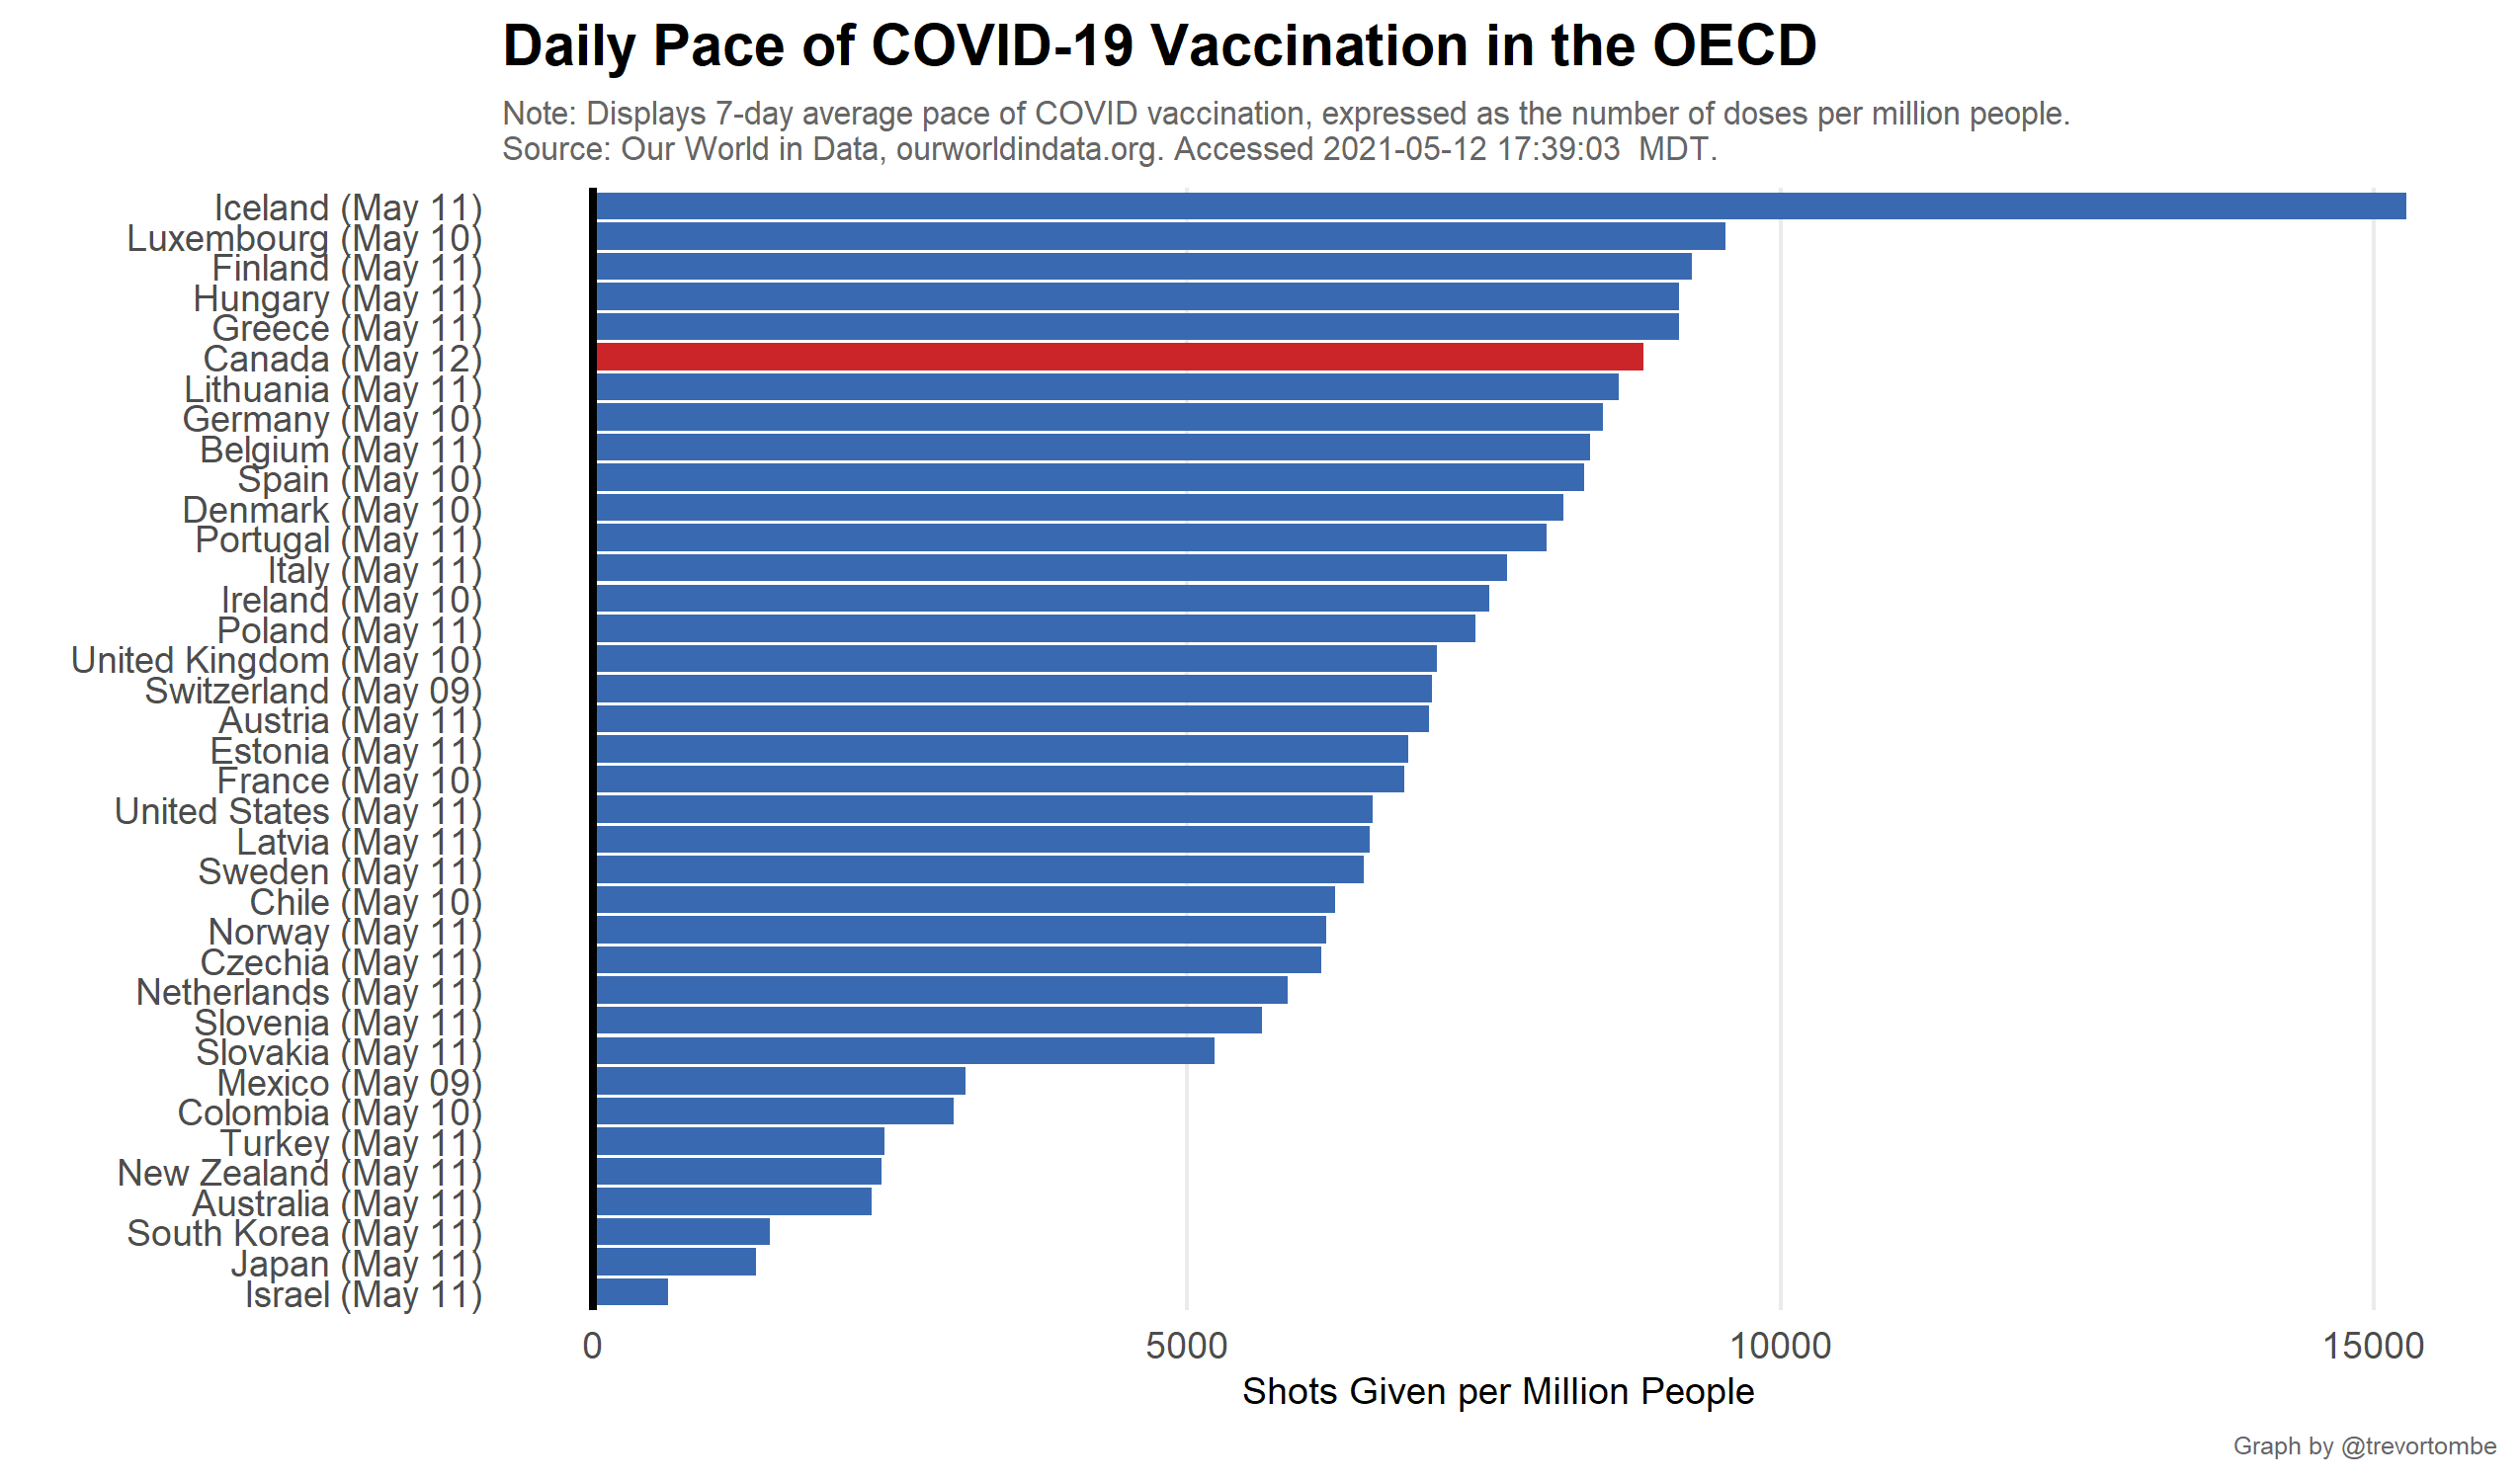 Daily Pace of COVID-19 Vaccination in the OECD
Note: Displays 7-day average pace of COVID vaccination, expressed as the number of doses per million people.
Source: Our World in Data, ourworldindata.org. Accessed 2021-05-12 17:39:03  MDT.
Iceland (May 11)
Luxembourg (May 10)
Finland (May 11)
Hungary (May 11)
Greece (May 11)
Canada (May 12)
Lithuania (May 11)
Germany (May 10)
Belgium (May 11)
Spain (May 10)
Denmark (May 10)
Portugal (May 11)
Italy (May 11)
Ireland (May 10)
Poland (May 11)
United Kingdom (May 10)
Switzerland (May 09)
Austria (May 11)
Estonia (May 11)
France (May 10)
United States (May 11)
Latvia (May 11)
Sweden (May 11)
Chile (May 10)
Norway (May 11)
Czechia (May 11)
Netherlands (May 11)
Slovenia (May 11)
Slovakia (May 11)
Mexico (May 09)
Colombia (May 10)
Turkey (May 11)
New Zealand (May 11)
Australia (May 11)
South Korea (May 11)
Japan (May 11)
Israel (May 11)
0 5000 10000 15000
Shots Given per Million People
Graph by @trevortombe